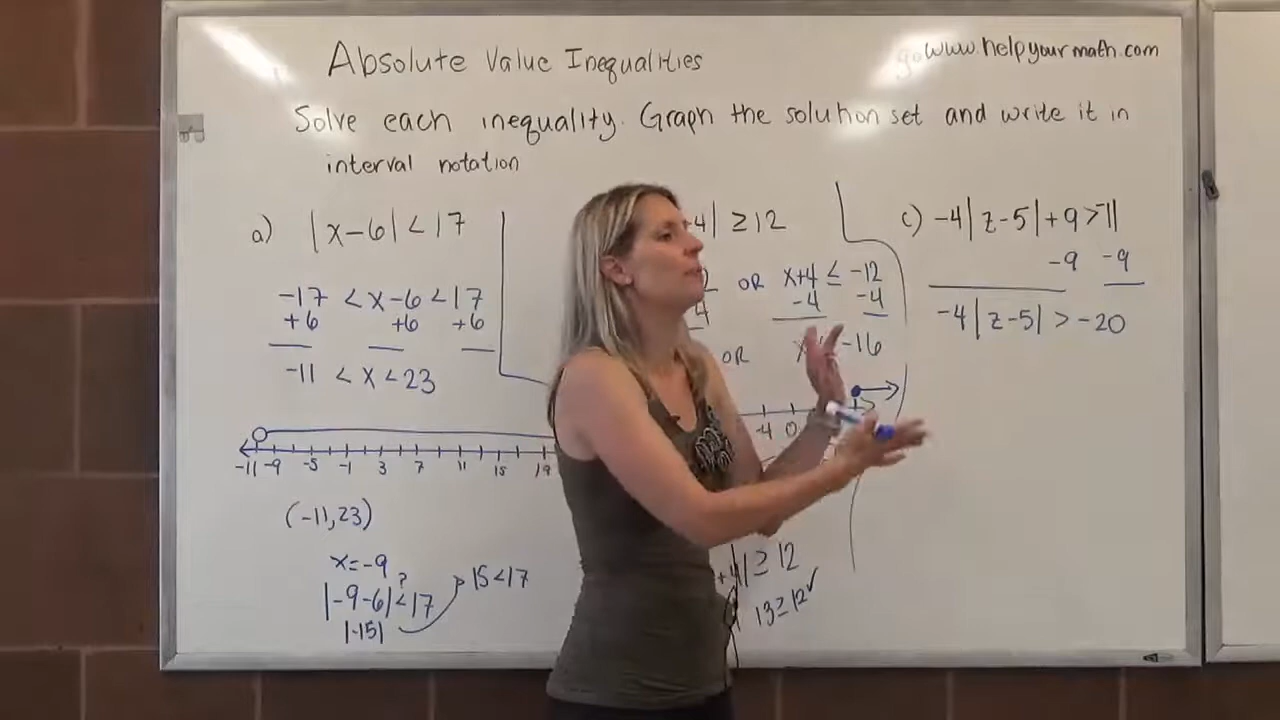 Absolute Value Inequalities
www.helpyourmath.com
Solve each inequality. Graph the solution set and write it in
interval notation
a) |x-6| < 17
-17 < x-6 < 17
+6 +6 +6
-11 < x < 23
-11 -9 -5 -1 3 7 11 15 19
(-11,23)
x=-9
|-9-6| < 17
?
|-15|
15<17
+4| ≥ 12
OR x+4 ≤ -12
-4 -4
OR x -16
-4 0
+4| ≥ 12
13 ≥ 12 ✓
c) -4|z-5| + 9 > -11
-9 -9
-4|z-5| > -20